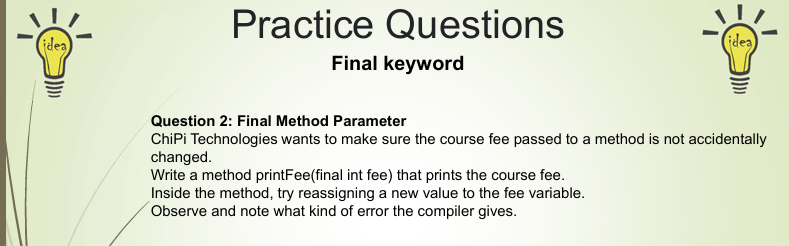 Practice Questions
idea
idea
Final keyword
Question 2: Final Method Parameter
ChiPi Technologies wants to make sure the course fee passed to a method is not accidentally
changed.
Write a method printFee(final int fee) that prints the course fee.
Inside the method, try reassigning a new value to the fee variable.
Observe and note what kind of error the compiler gives.